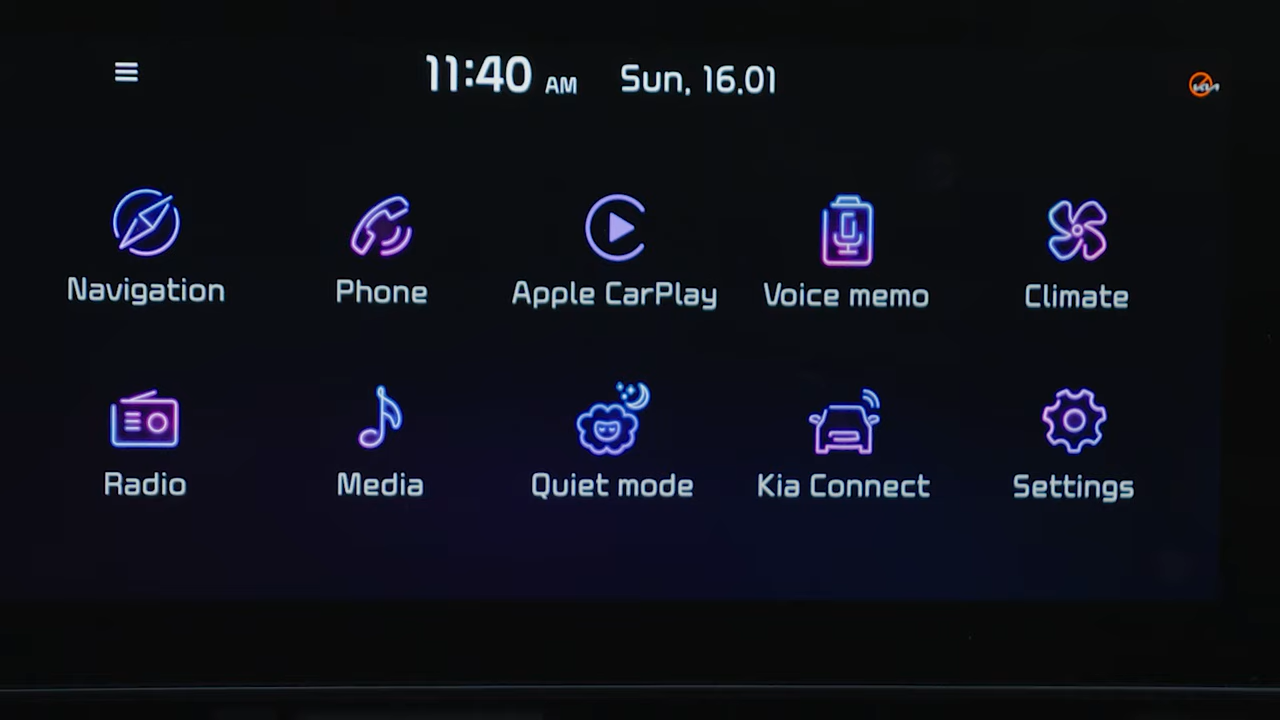 11:40 AM Sun, 16.01
Navigation Phone Apple CarPlay Voice memo Climate
Radio Media Quiet mode Kia Connect Settings